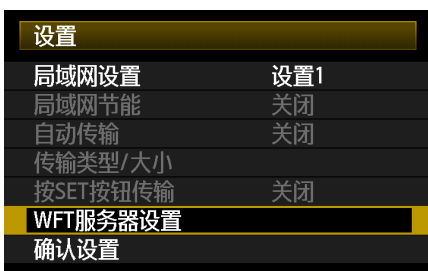 设置
局域网设置 设置1
局域网节能 关闭
自动传输 关闭
传输类型/大小
按SET按钮传输 关闭
WFT服务器设置
确认设置